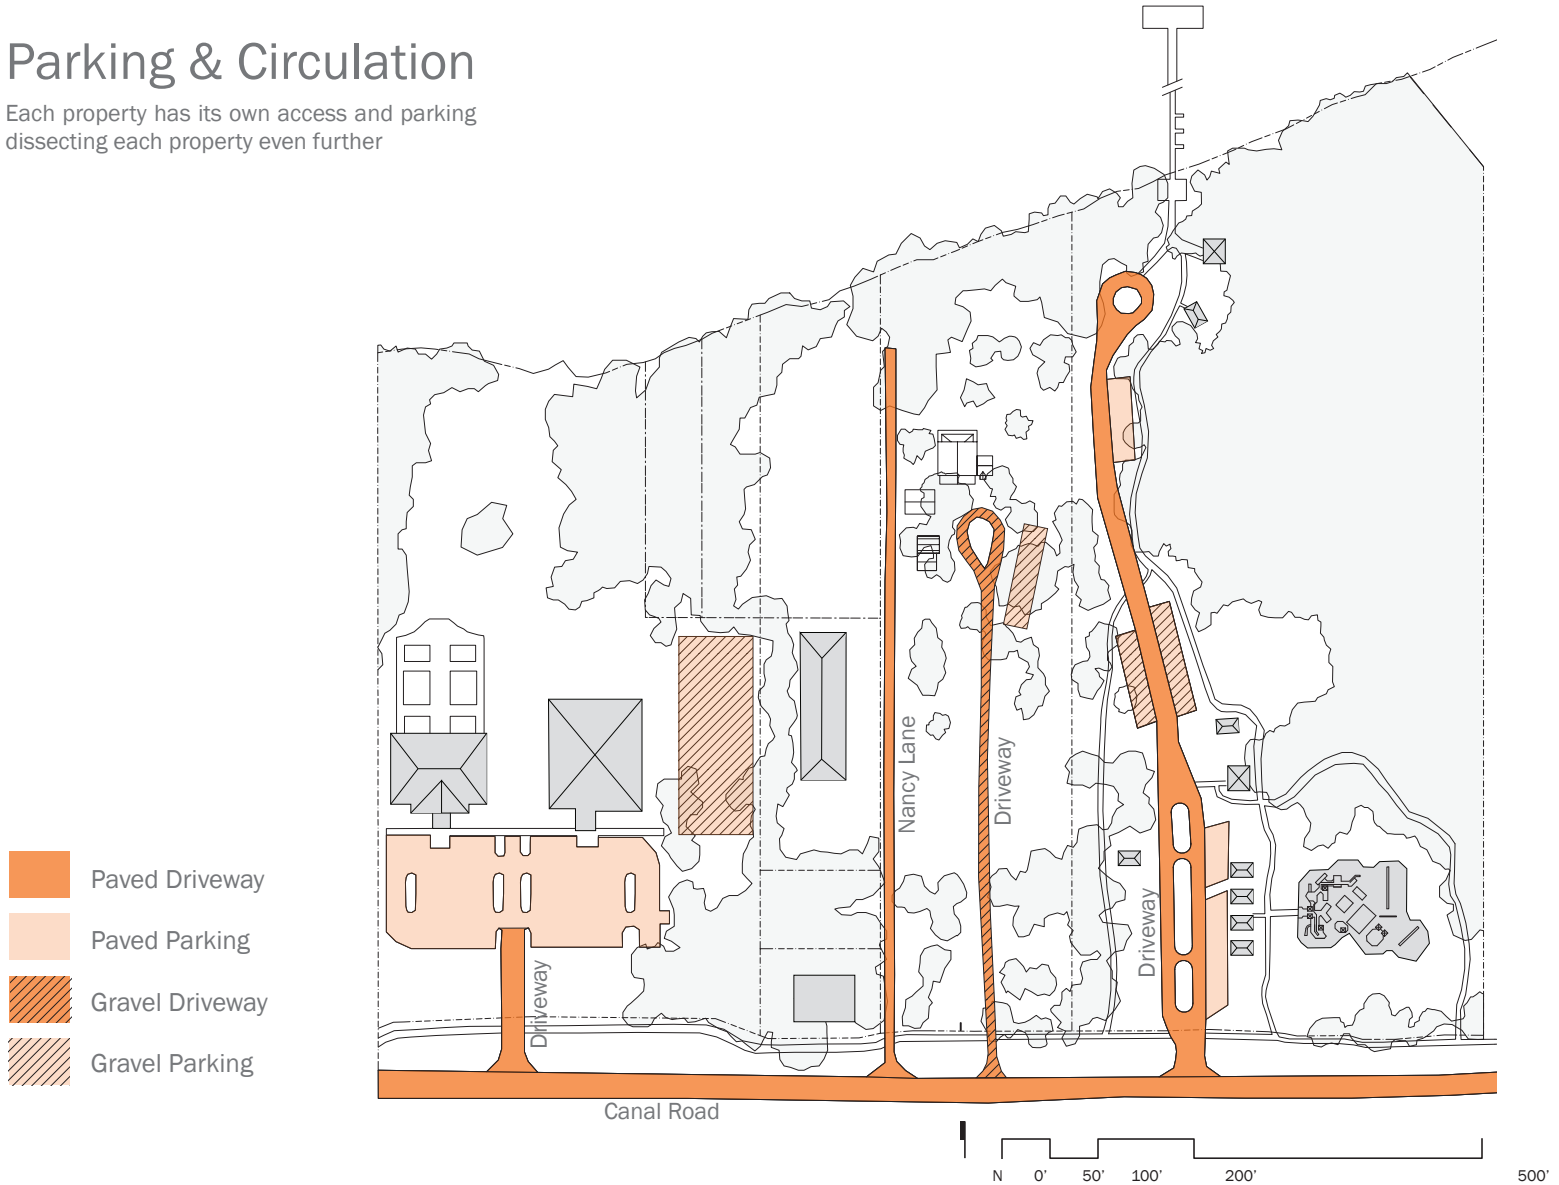 Parking & Circulation
Each property has its own access and parking
dissecting each property even further
Nancy Lane
Driveway
Driveway
Driveway
Paved Driveway
Paved Parking
Gravel Driveway
Gravel Parking
Canal Road
N 0' 50' 100' 200' 500'